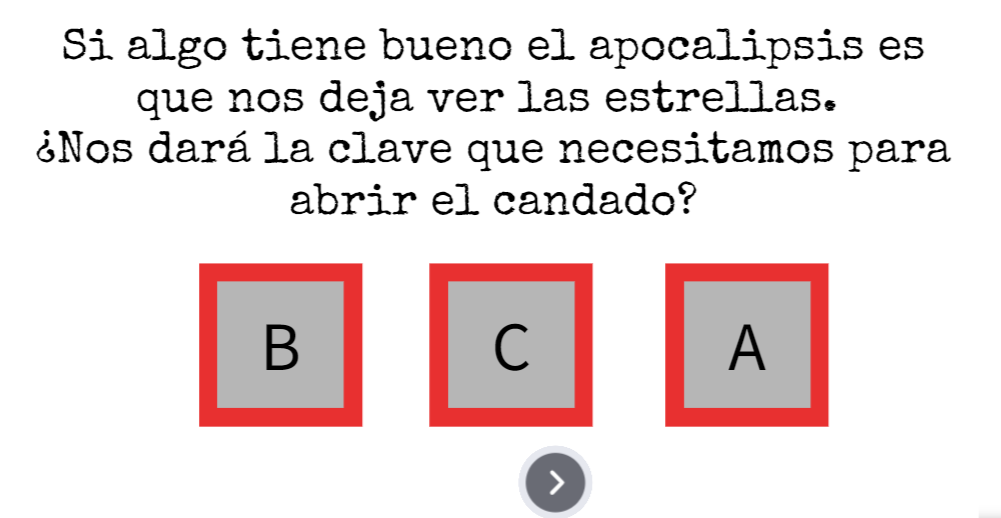 Si algo tiene bueno el apocalipsis es
que nos deja ver las estrellas.
¿Nos dará la clave que necesitamos para
abrir el candado?
B C A